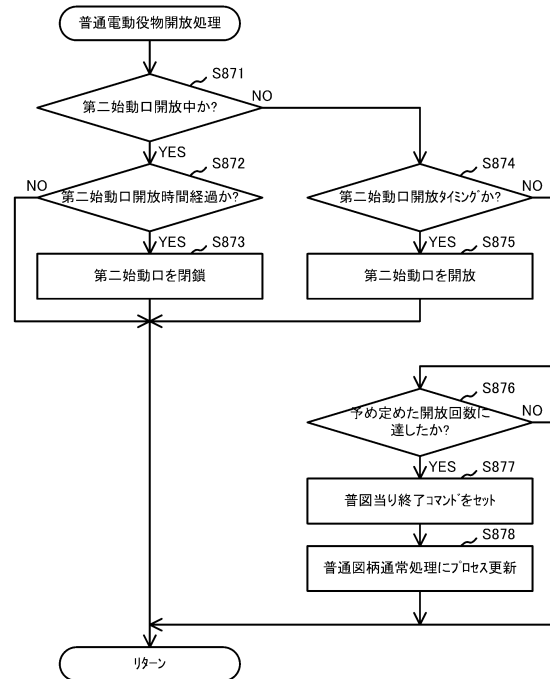 普通電動役物開放処理
S871
第二始動口開放中か?
NO
YES
S872
NO
第二始動口開放時間経過か?
YES
S873
第二始動口を閉鎖
S874
第二始動口開放タイミングか?
NO
YES
S875
第二始動口を開放
S876
予め定めた開放回数に
達したか?
NO
YES
S877
普図当り終了コマンドをセット
S878
普通図柄通常処理にプロセス更新
リターン